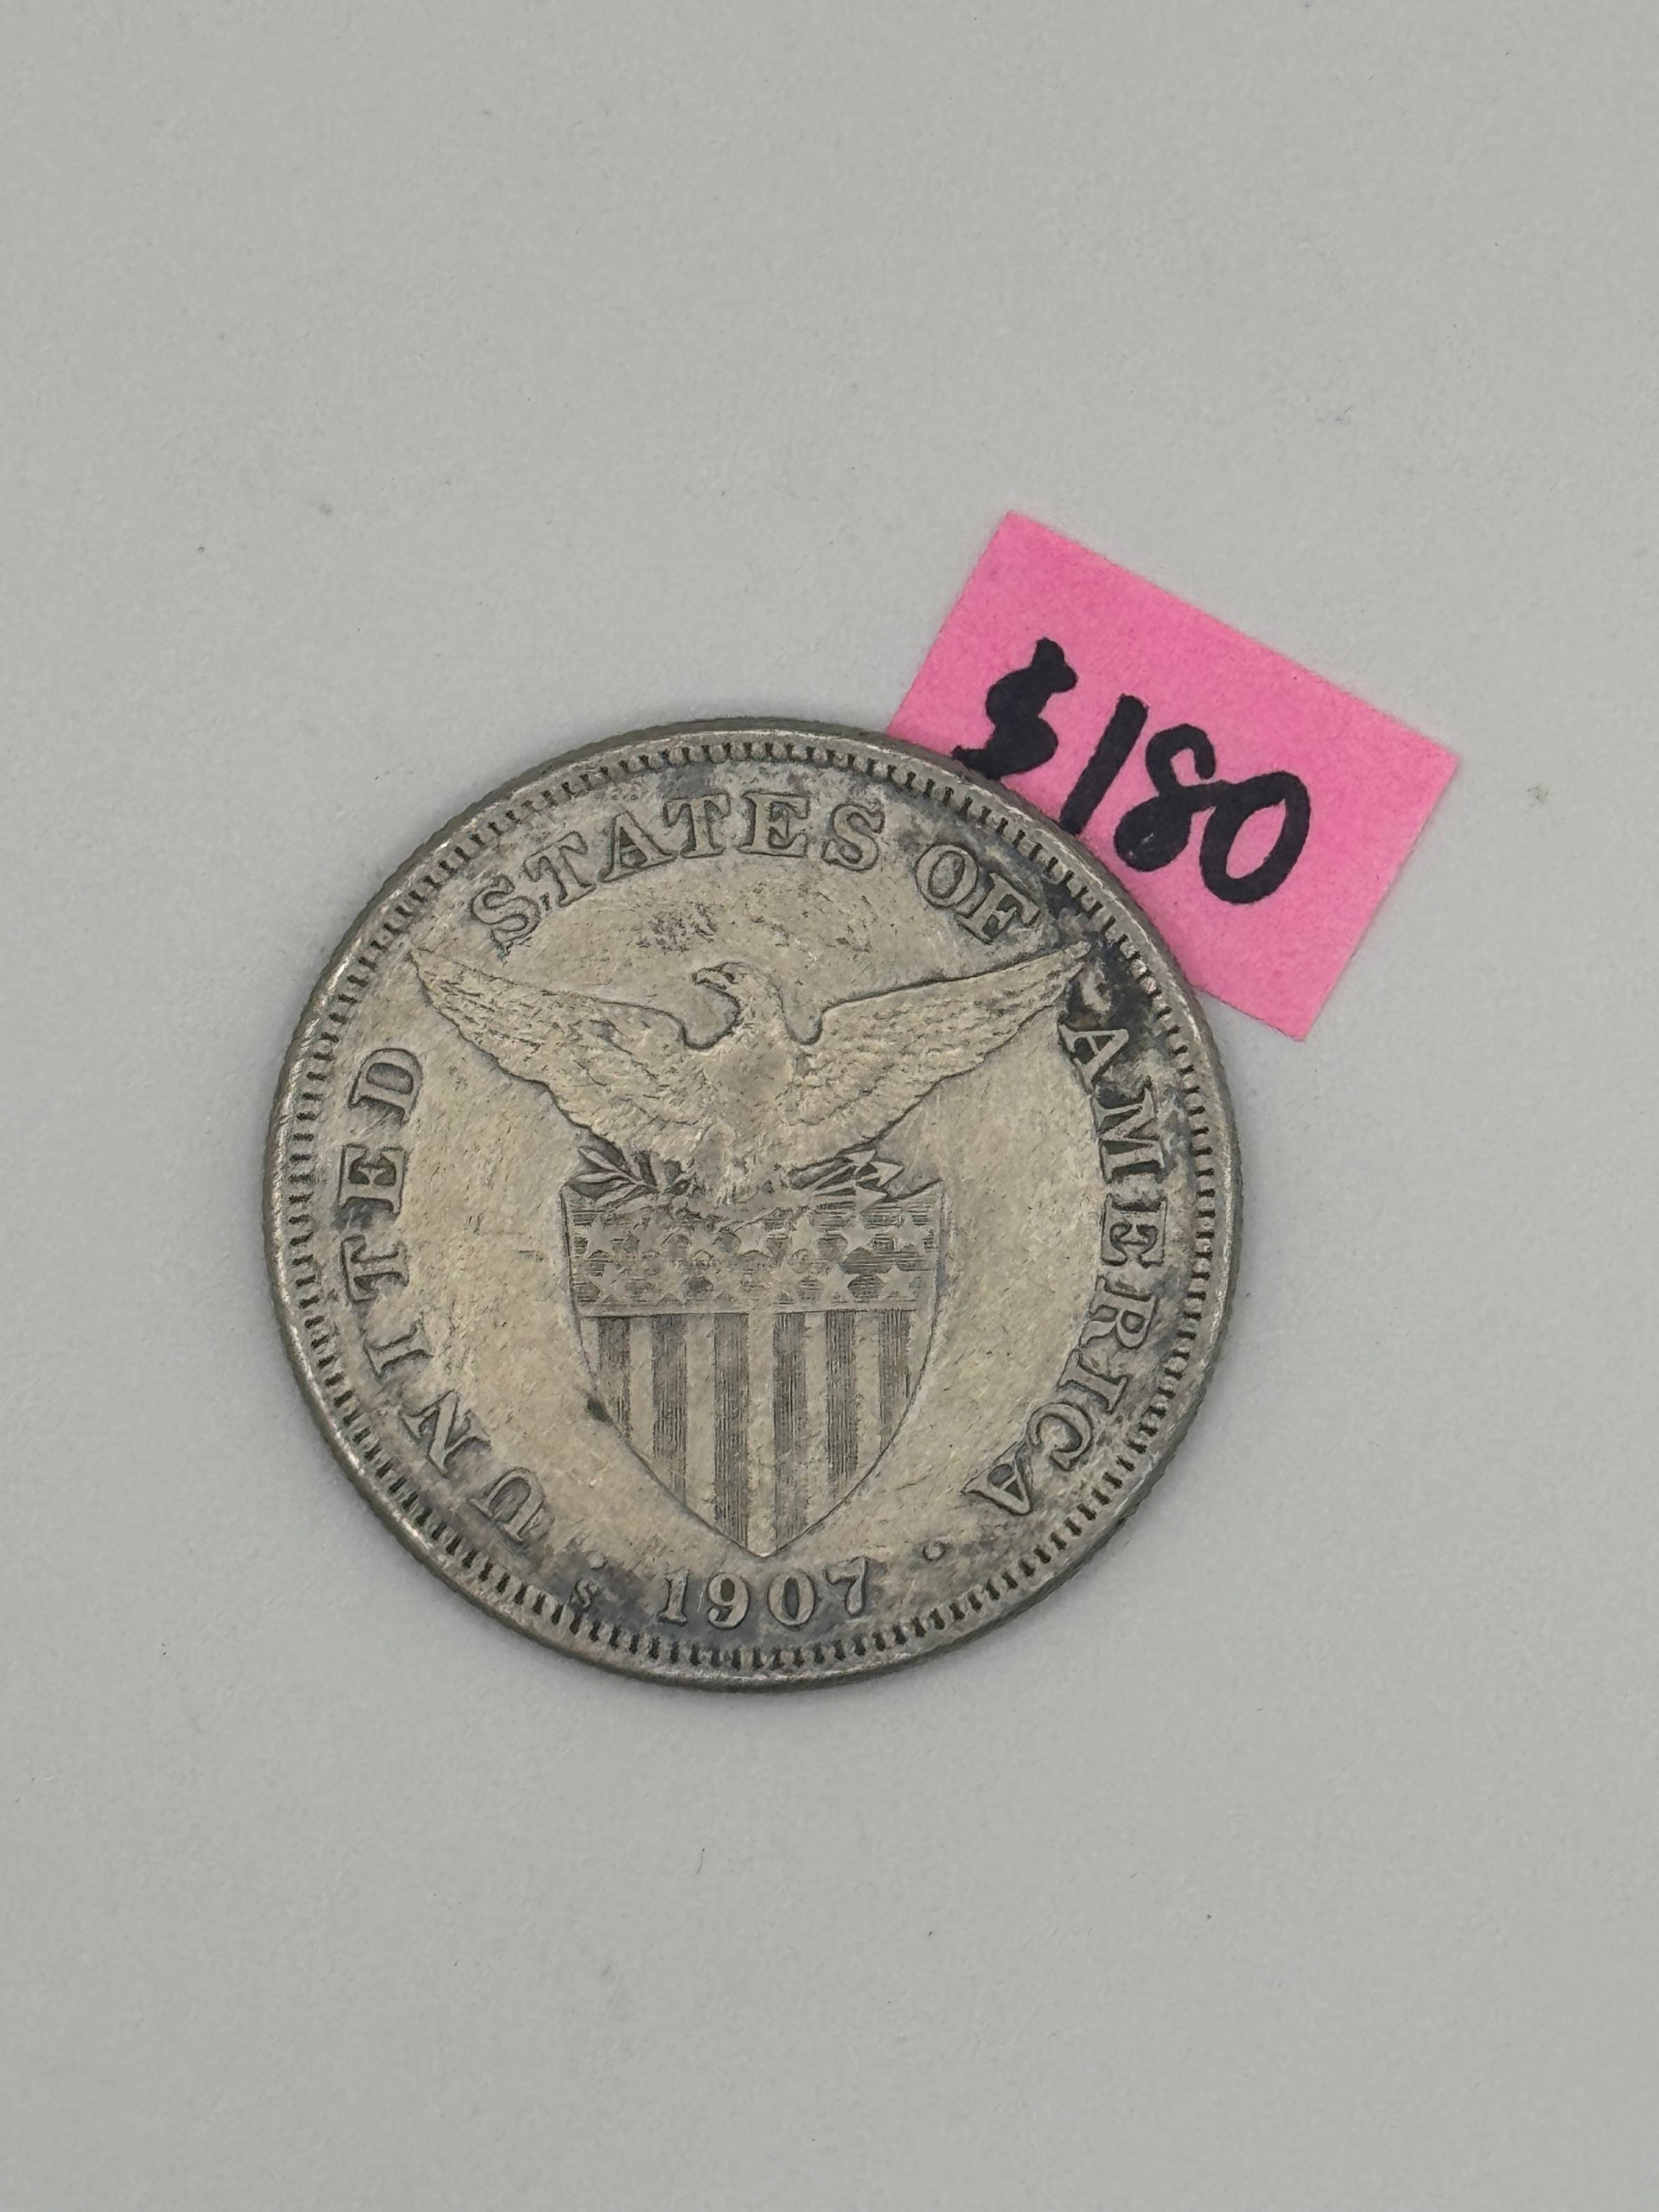 $180
UNITED STATES OF AMERICA
S 1907